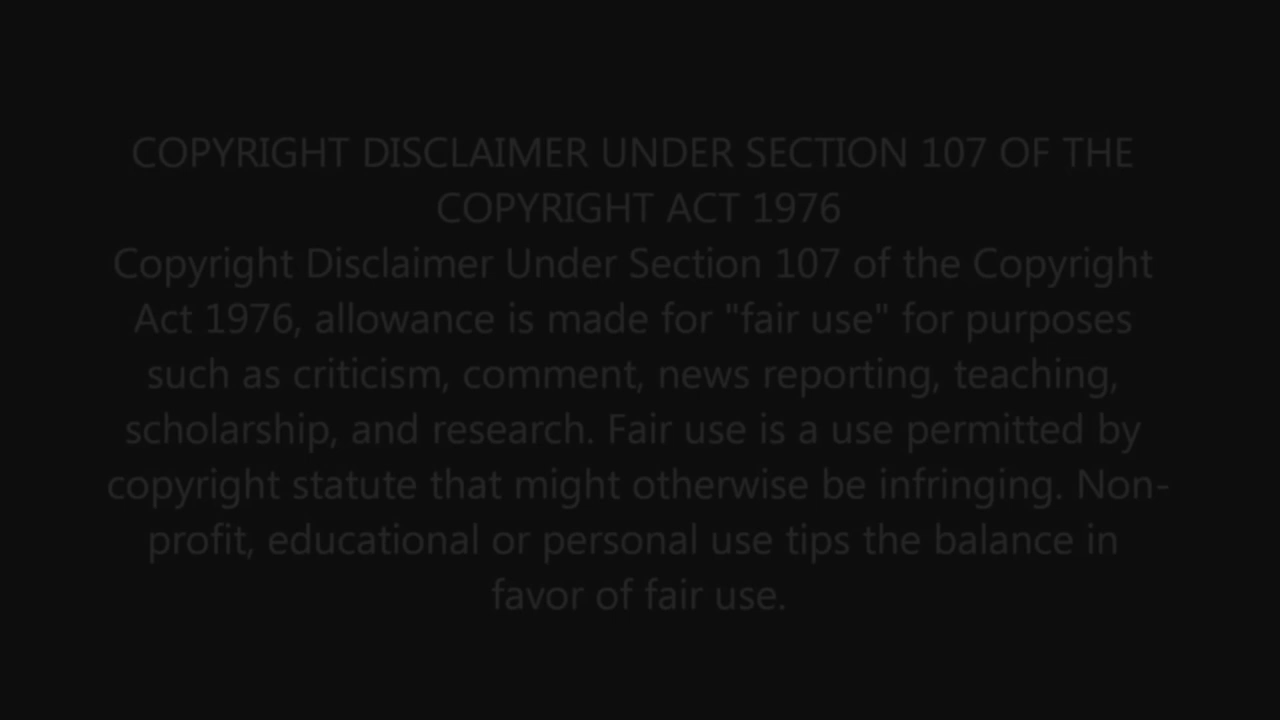 COPYRIGHT DISCLAIMER UNDER SECTION 107 OF THE
COPYRIGHT ACT 1976
Copyright Disclaimer Under Section 107 of the Copyright
Act 1976, allowance is made for "fair use" for purposes
such as criticism, comment, news reporting, teaching,
scholarship, and research. Fair use is a use permitted by
copyright statute that might otherwise be infringing. Non-
profit, educational or personal use tips the balance in
favor of fair use.